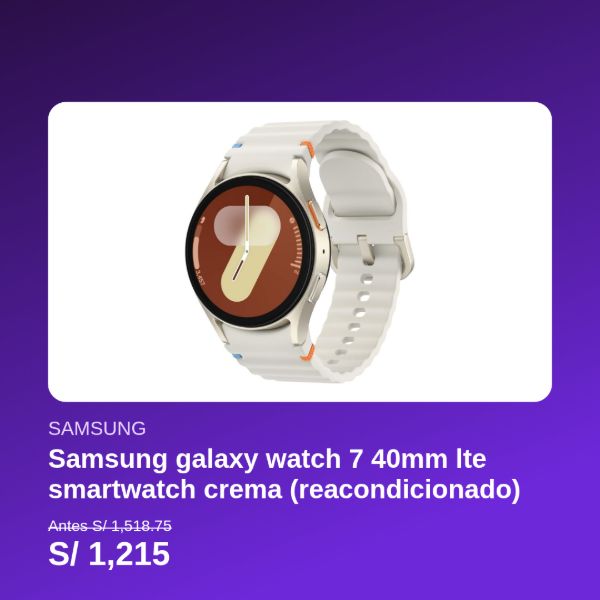 SAMSUNG
Samsung galaxy watch 7 40mm lte
smartwatch crema (reacondicionado)
Antes S/ 1,518.75
S/ 1,215